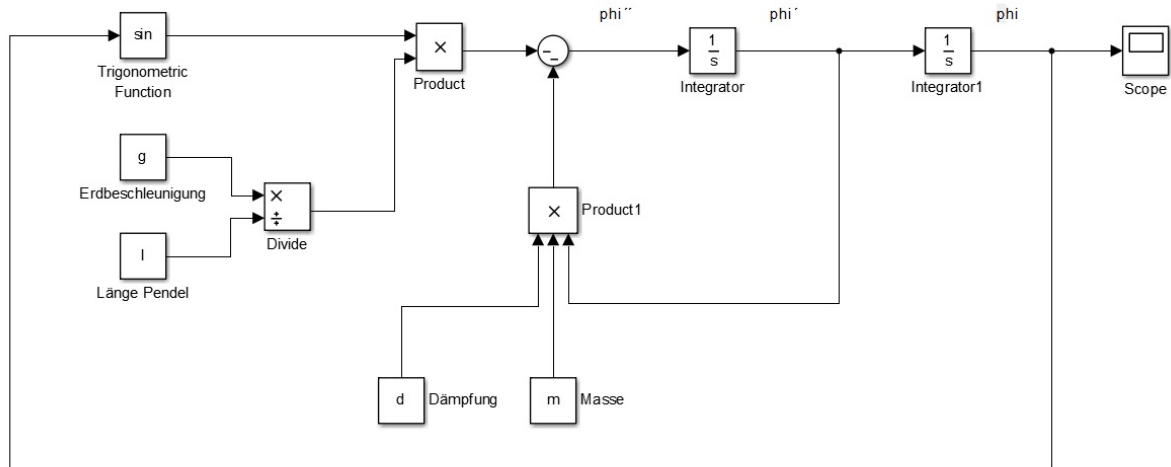 phi´´
phi´
phi
sin
Trigonometric
Function
×
Product
1
s
Integrator
1
s
Integrator1
Scope
g
Erdbeschleunigung
×
÷
Divide
l
Länge Pendel
×
Product1
d
Dämpfung
m
Masse